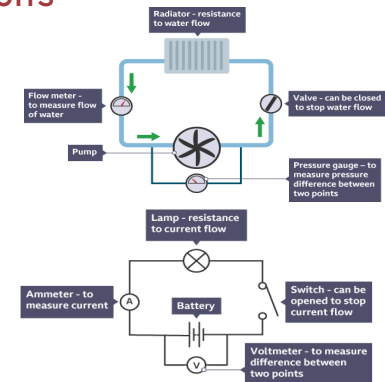 Radiator - resistance
to water flow
Flow meter -
to measure flow
of water
Valve - can be closed
to stop water flow
Pump
Pressure gauge - to
measure pressure
difference between
two points
Lamp - resistance
to current flow
Ammeter - to
measure current
A
Battery
Switch - can be
opened to stop
current flow
V
Voltmeter - to measure
difference between
two points